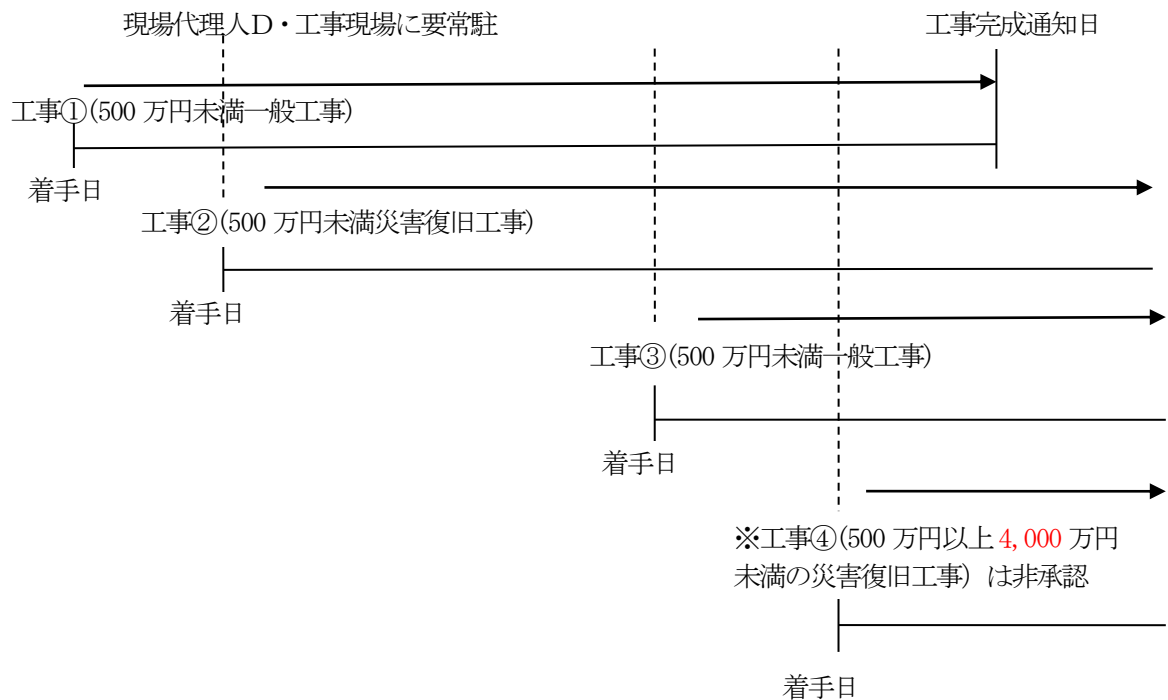 現場代理人Ｄ・工事現場に要常駐
工事完成通知日
工事①(500 万円未満一般工事)
着手日
工事②(500 万円未満災害復旧工事)
着手日
工事③(500 万円未満一般工事)
着手日
※工事④(500 万円以上 4,000 万円
未満の災害復旧工事）は非承認
着手日